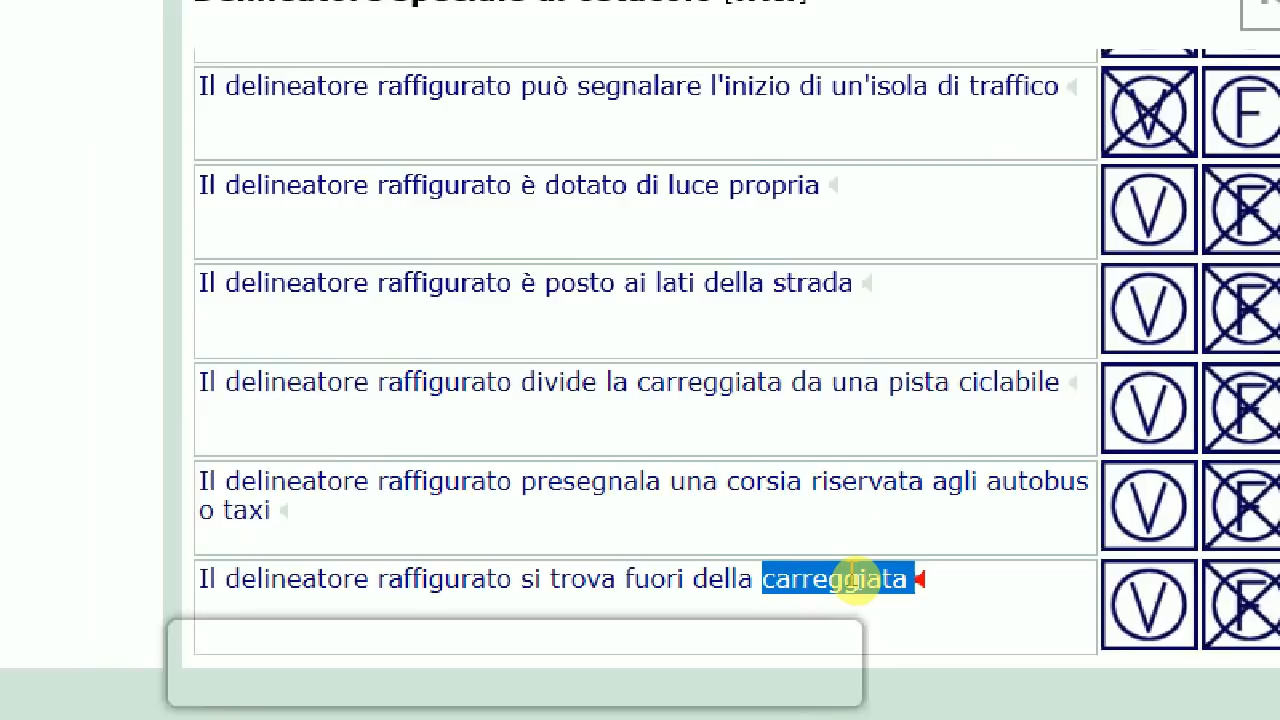 Il delineatore raffigurato può segnalare l'inizio di un'isola di traffico
V F
Il delineatore raffigurato è dotato di luce propria
V F
Il delineatore raffigurato è posto ai lati della strada
V F
Il delineatore raffigurato divide la carreggiata da una pista ciclabile
V F
Il delineatore raffigurato presegnala una corsia riservata agli autobus
o taxi
V F
Il delineatore raffigurato si trova fuori della carreggiata
V F